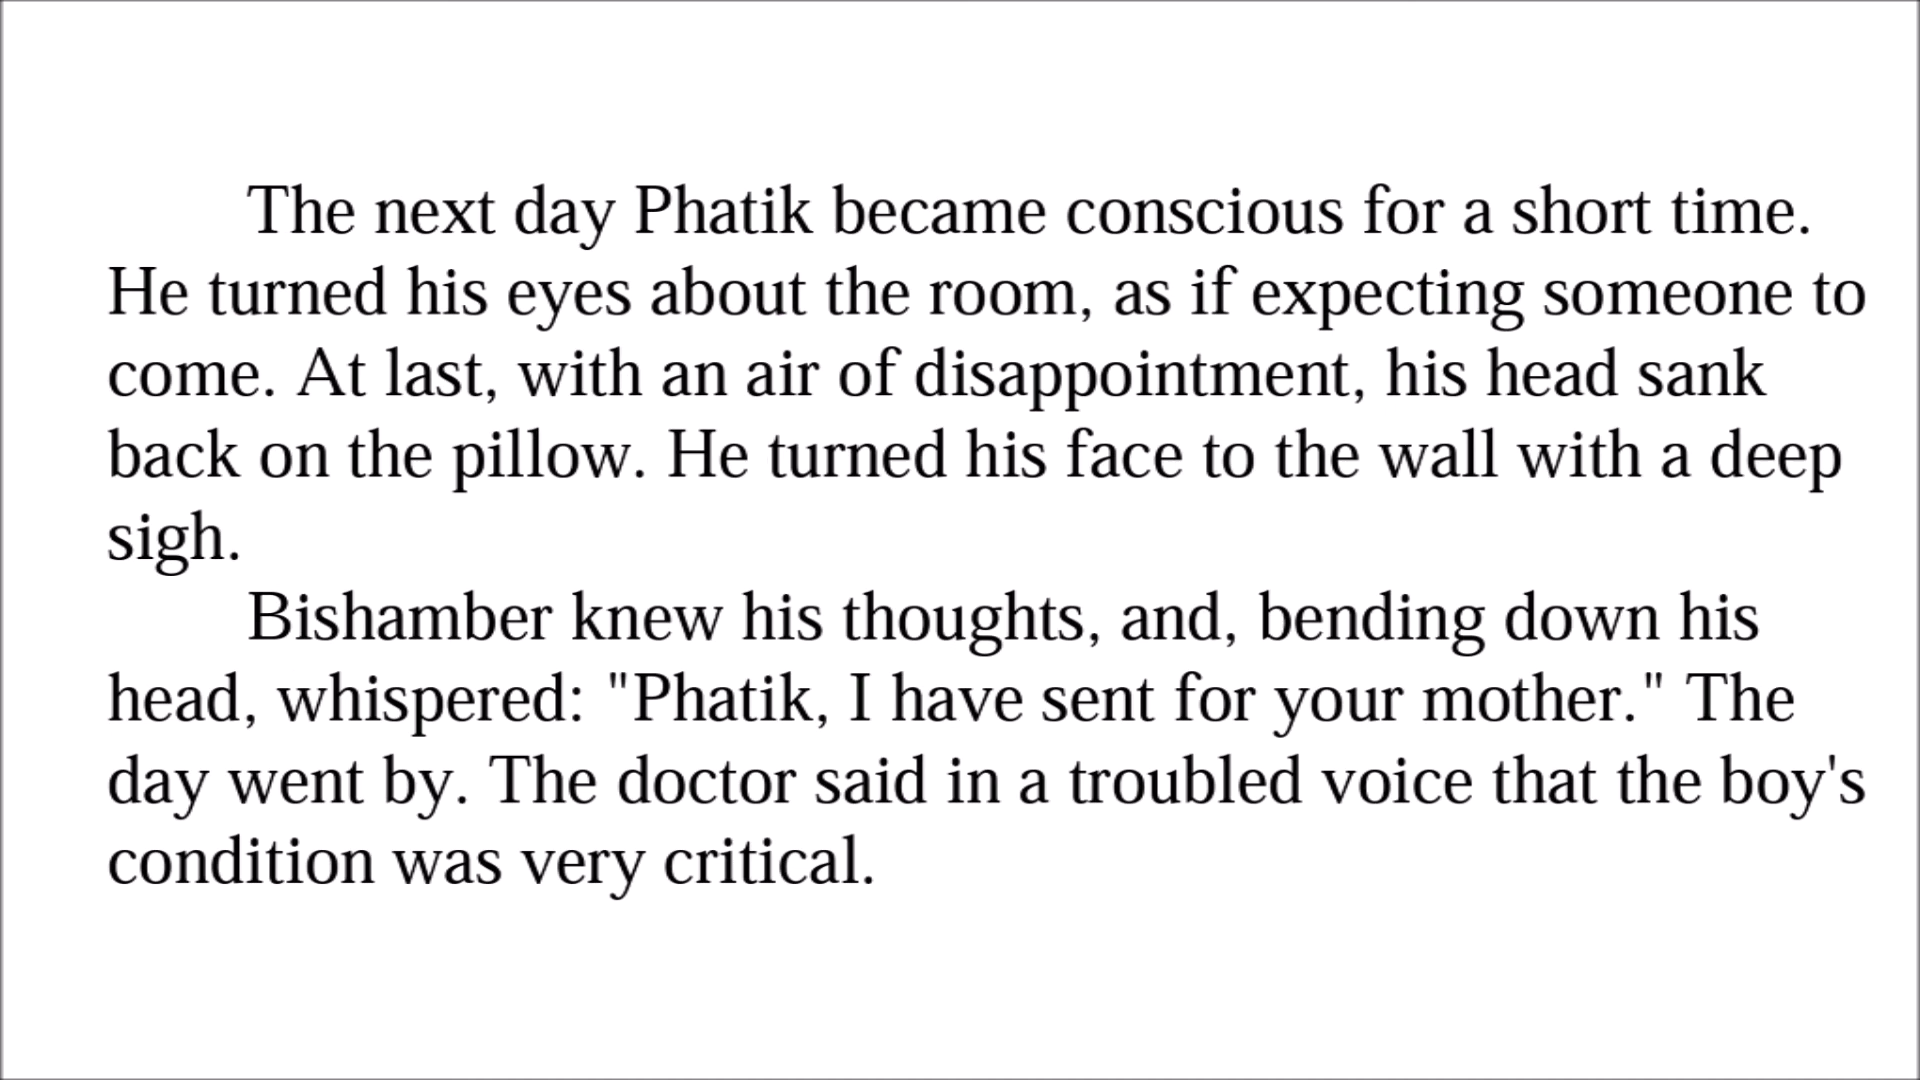 The next day Phatik became conscious for a short time.
He turned his eyes about the room, as if expecting someone to
come. At last, with an air of disappointment, his head sank
back on the pillow. He turned his face to the wall with a deep
sigh.
Bishamber knew his thoughts, and, bending down his
head, whispered: "Phatik, I have sent for your mother." The
day went by. The doctor said in a troubled voice that the boy's
condition was very critical.